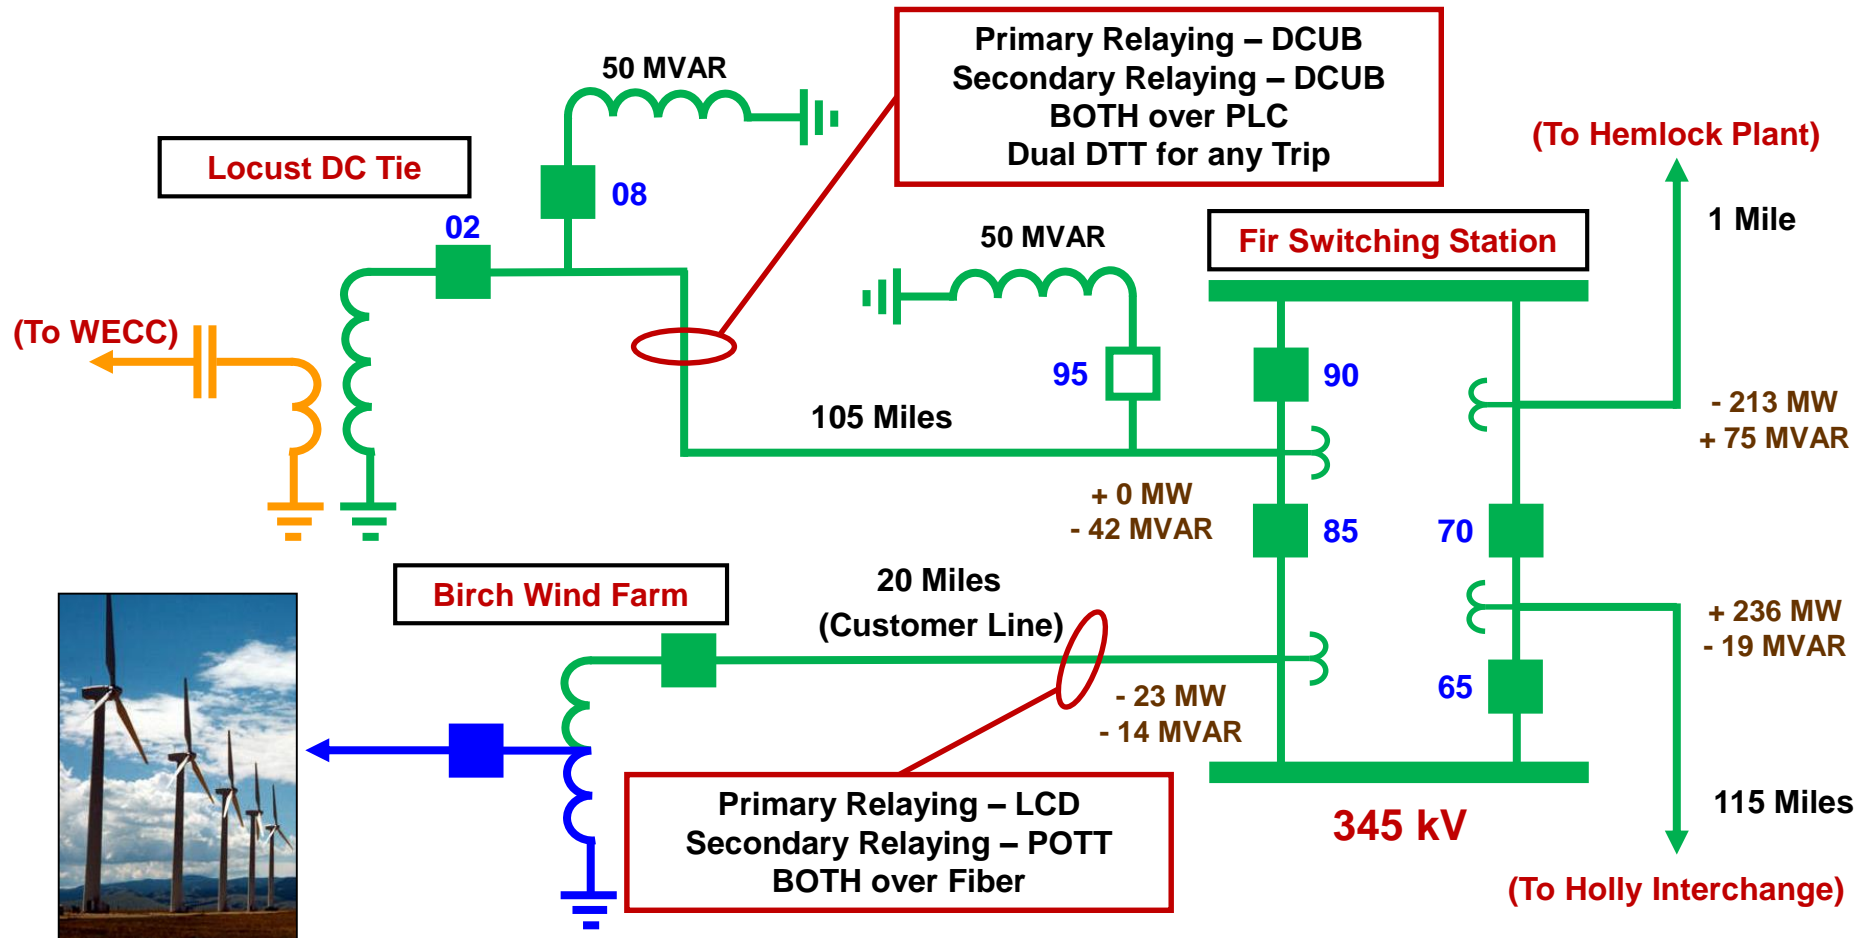 Primary Relaying – DCUB
Secondary Relaying – DCUB
BOTH over PLC
Dual DTT for any Trip
50 MVAR
(To Hemlock Plant)
Locust DC Tie
08
02
1 Mile
50 MVAR
Fir Switching Station
(To WECC)
95
90
105 Miles
- 213 MW
+ 75 MVAR
+ 0 MW
- 42 MVAR
85
70
20 Miles
(Customer Line)
Birch Wind Farm
+ 236 MW
- 19 MVAR
65
- 23 MW
- 14 MVAR
Primary Relaying – LCD
Secondary Relaying – POTT
BOTH over Fiber
345 kV
115 Miles
(To Holly Interchange)